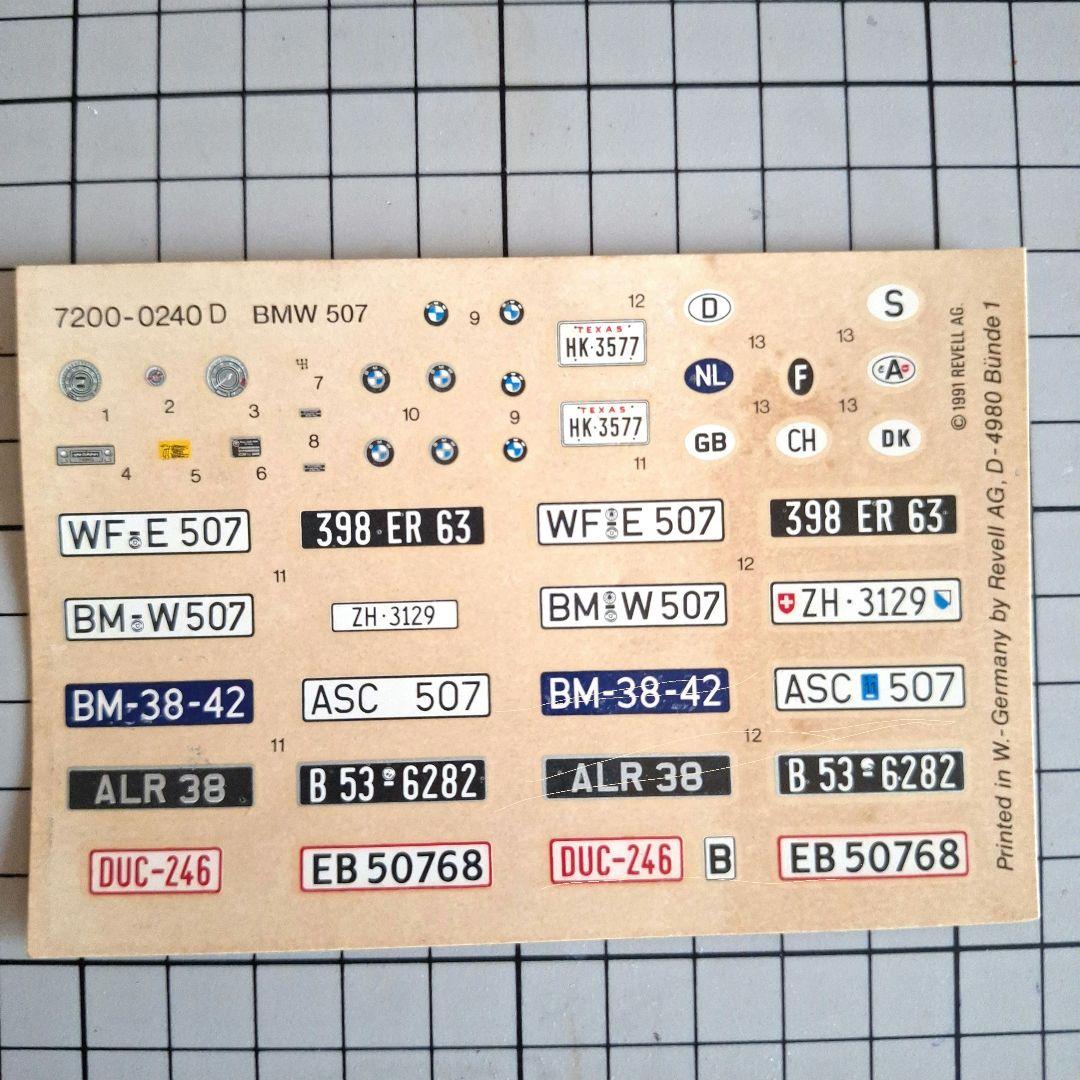 7200-0240 D BMW 507
9
12
TEXAS
HK·3577
D
S
13
13
1
2
3
7
10
9
NL
F
A
13
13
TEXAS
HK·3577
11
GB
CH
DK
4
5
6
8
WF E 507
398 ER 63
WF E 507
398 ER 63
11
12
BM W 507
ZH·3129
BM W 507
ZH·3129
BM-38-42
ASC 507
BM-38-42
ASC 507
11
12
ALR 38
B 53 6282
ALR 38
B 53 6282
DUC-246
EB 50768
DUC-246
B
EB 50768
© 1991 REVELL AG.
Printed in W.-Germany by Revell AG, D-4980 Bünde 1